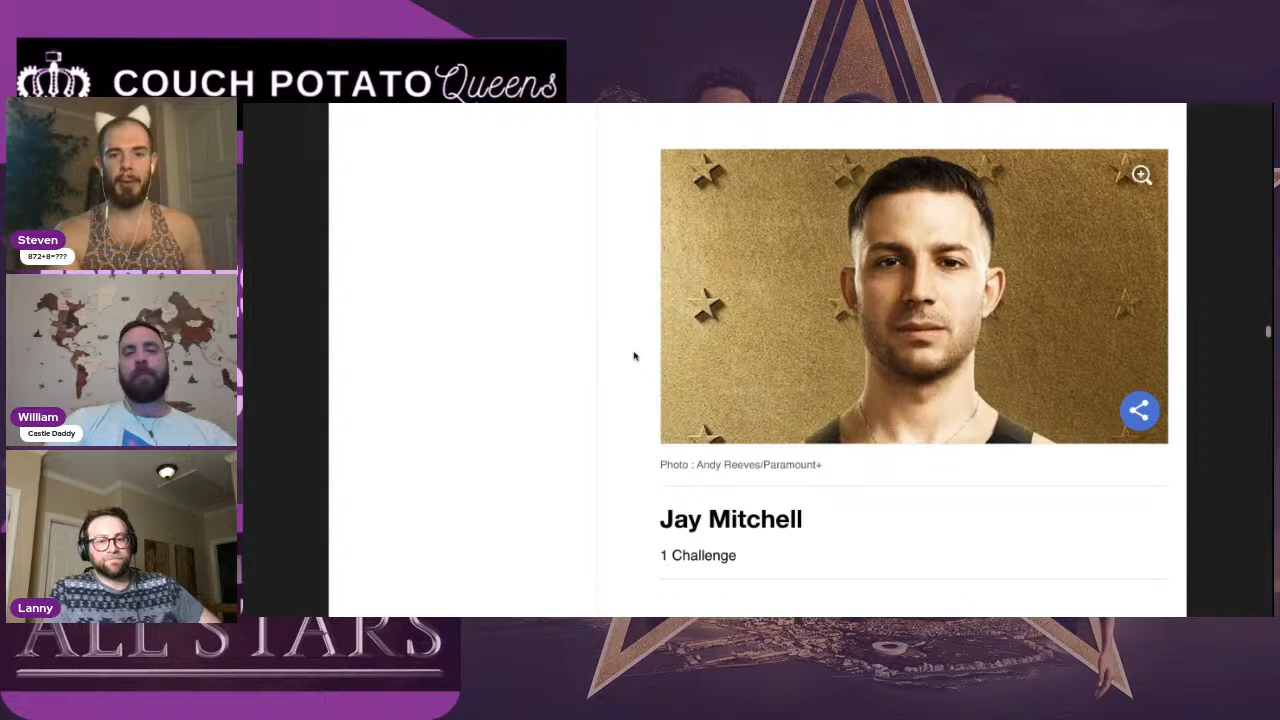 COUCH POTATO Queens
Steven
872+8=???
William
Castle Daddy
Lanny
Photo : Andy Reeves/Paramount+
Jay Mitchell
1 Challenge
ALL STARS